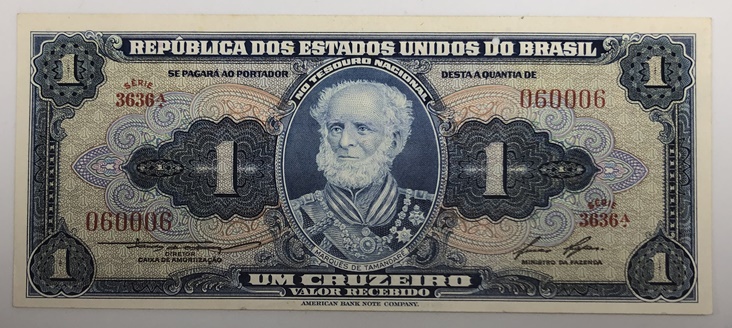 REPÚBLICA DOS ESTADOS UNIDOS DO BRASIL
1
1
SE PAGARÁ AO PORTADOR
NO TESOURO NACIONAL
DESTA A QUANTIA DE
SÉRIE
3636A
060006
1
1
060006
SÉRIE
3636A
MARQUÊS DE TAMANDARÉ
DIRETOR
CAIXA DE AMORTIZAÇÃO
MINISTRO DA FAZENDA
1
1
UM CRUZEIRO
VALOR RECEBIDO
AMERICAN BANK NOTE COMPANY.